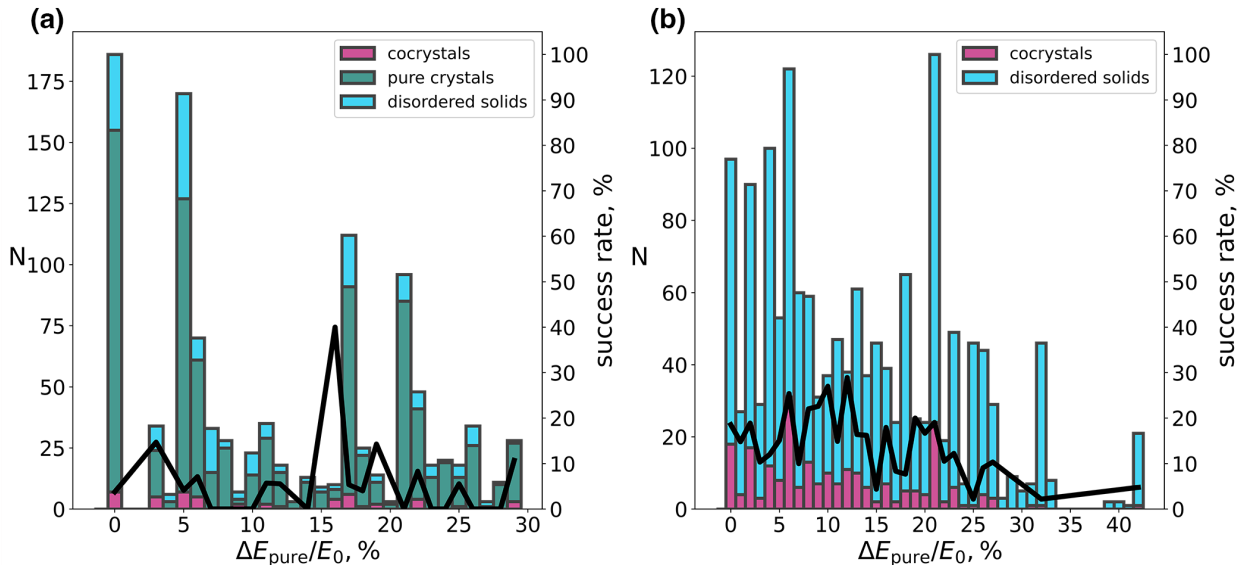 (a)
cocrystals
pure crystals
disordered solids
175
150
125
100
75
50
25
0
N
100
90
80
70
60
50
40
30
20
10
0
success rate, %
0 5 10 15 20 25 30
ΔE_pure/E_0, %
(b)
cocrystals
disordered solids
120
100
80
60
40
20
0
N
100
90
80
70
60
50
40
30
20
10
0
success rate, %
0 5 10 15 20 25 30 35 40
ΔE_pure/E_0, %